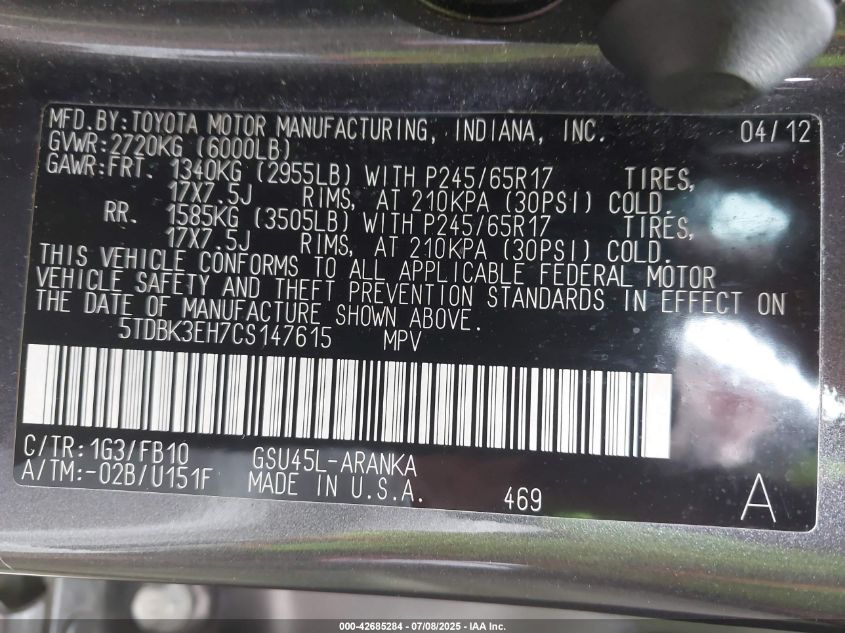 MFD.BY:TOYOTA MOTOR MANUFACTURING, INDIANA, INC. 04/12
GVWR:2720KG (6000LB)
GAWR:FRT. 1340KG (2955LB) WITH P245/65R17 TIRES,
17X7.5J RIMS, AT 210KPA (30PSI) COLD.
RR. 1585KG (3505LB) WITH P245/65R17 TIRES,
17X7.5J RIMS, AT 210KPA (30PSI) COLD.
THIS VEHICLE CONFORMS TO ALL APPLICABLE FEDERAL MOTOR
VEHICLE SAFETY AND THEFT PREVENTION STANDARDS IN EFFECT ON
THE DATE OF MANUFACTURE SHOWN ABOVE.
5TDBK3EH7CS147615 MPV
C/TR:1G3/FB10 GSU45L-ARANKA
A/TM:-02B/U151F MADE IN U.S.A. 469 A
000-42685284 - 07/08/2025 - IAA Inc.